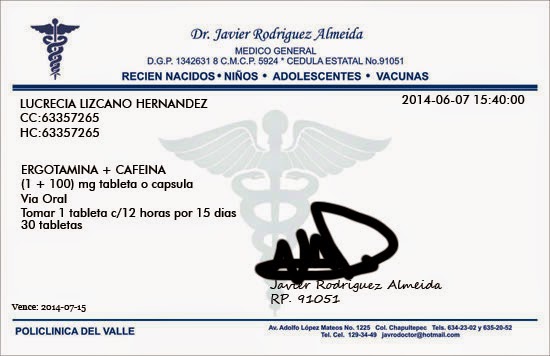 Dr. Javier Rodriguez Almeida
MEDICO GENERAL
D.G.P. 1342631 8 C.M.C.P. 5924 * CEDULA ESTATAL No.91051
RECIEN NACIDOS • NIÑOS • ADOLESCENTES • VACUNAS
2014-06-07 15:40:00
LUCRECIA LIZCANO HERNANDEZ
CC:63357265
HC:63357265
ERGOTAMINA + CAFEINA
(1 + 100) mg tableta o capsula
Via Oral
Tomar 1 tableta c/12 horas por 15 dias
30 tabletas
Javier Rodriguez Almeida
RP. 91051
Vence: 2014-07-15
POLICLINICA DEL VALLE
Av. Adolfo López Mateos No. 1225 Col. Chapultepec Tels. 634-23-02 y 635-20-52
Tel. Cel. 129-34-49 javrodoctor@hotmail.com